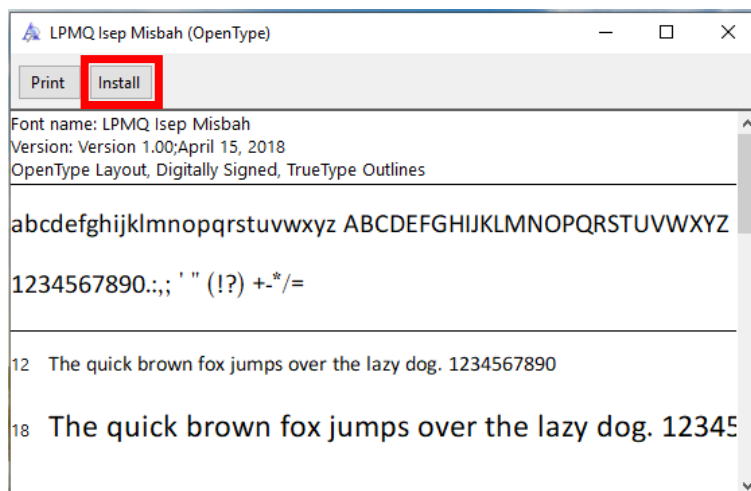 LPMQ Isep Misbah (OpenType)
Print Install
Font name: LPMQ Isep Misbah
Version: Version 1.00;April 15, 2018
OpenType Layout, Digitally Signed, TrueType Outlines
abcdefghijklmnopqrstuvwxyz ABCDEFGHIJKLMNOPQRSTUVWXYZ
1234567890.:,; ' " (!?) +-*/=
12 The quick brown fox jumps over the lazy dog. 1234567890
18 The quick brown fox jumps over the lazy dog. 12345